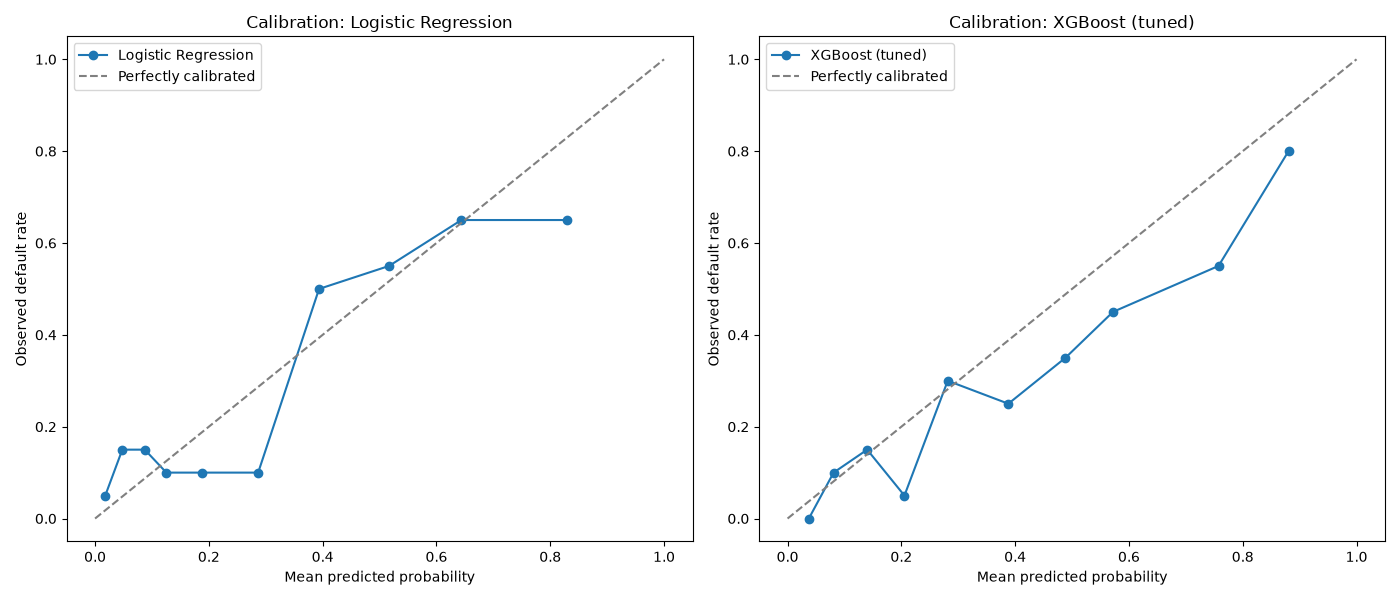 Calibration: Logistic Regression
Logistic Regression
Perfectly calibrated
1.0
0.8
0.6
0.4
0.2
0.0
Observed default rate
0.0 0.2 0.4 0.6 0.8 1.0
Mean predicted probability
Calibration: XGBoost (tuned)
XGBoost (tuned)
Perfectly calibrated
1.0
0.8
0.6
0.4
0.2
0.0
Observed default rate
0.0 0.2 0.4 0.6 0.8 1.0
Mean predicted probability